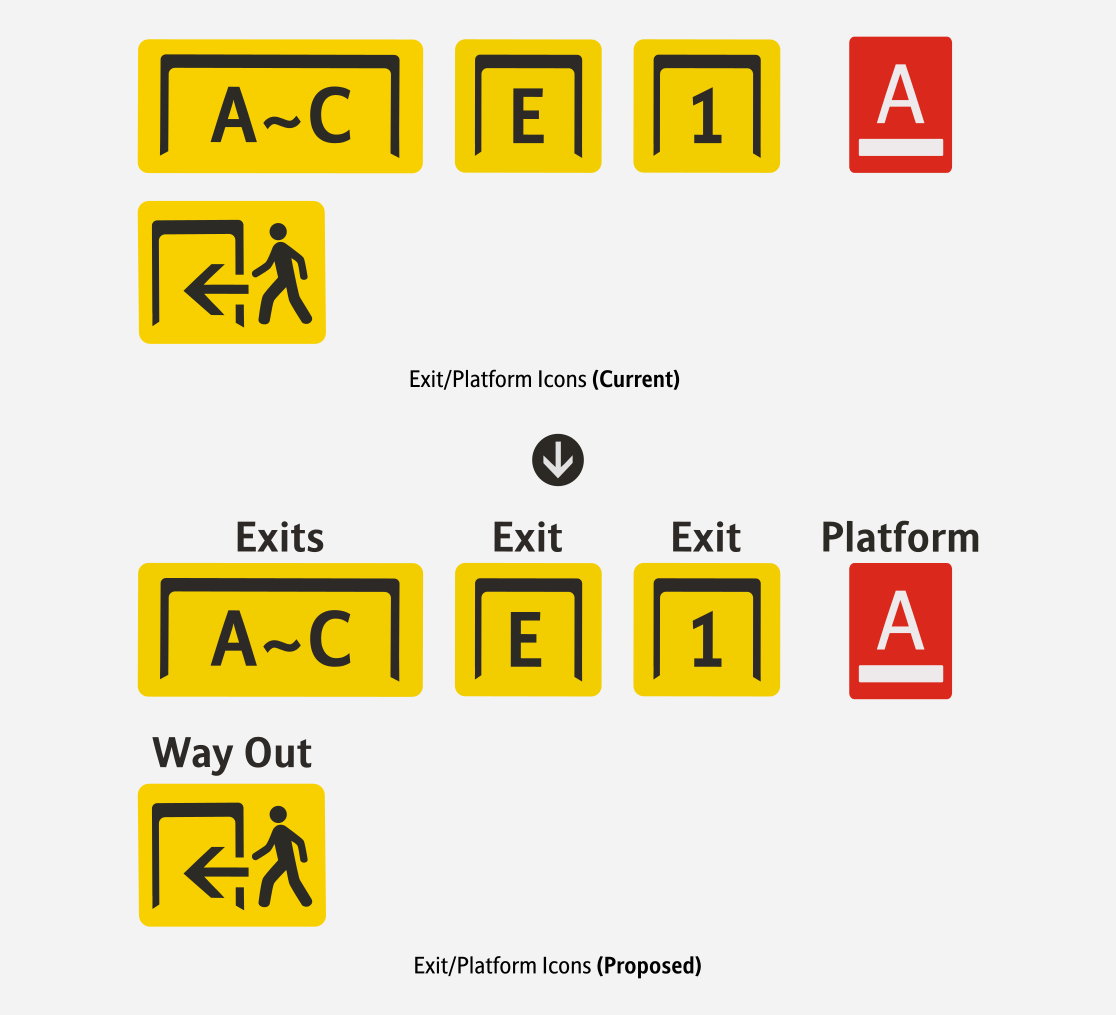 A~C E 1 A
Exit/Platform Icons (Current)
Exits Exit Exit Platform
A~C E 1 A
Way Out
Exit/Platform Icons (Proposed)